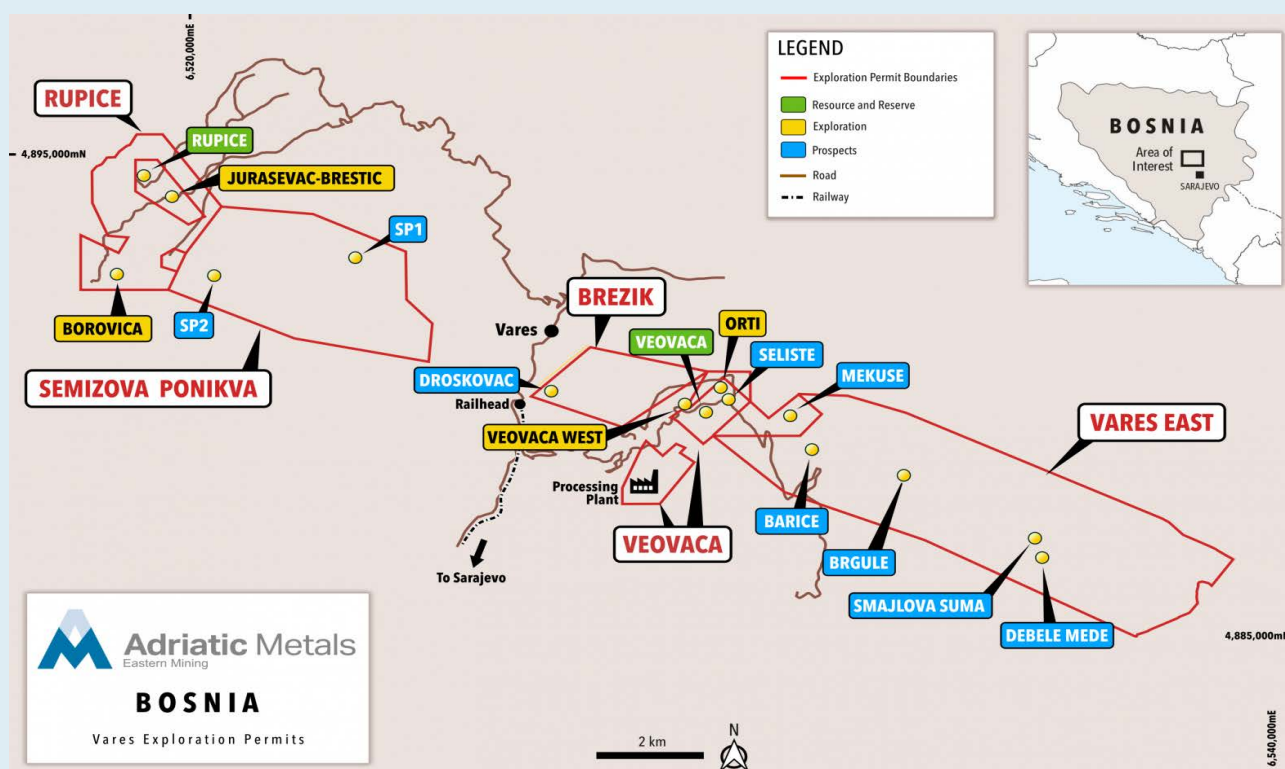 6,520,000mE
4,895,000mN
RUPICE
RUPICE
JURASEVAC-BRESTIC
SP1
BOROVICA
SP2
SEMIZOVA PONIKVA
Vares
BREZIK
DROSKOVAC
Railhead
VEOVACA
ORTI
SELISTE
MEKUSE
VEOVACA WEST
VARES EAST
Processing
Plant
VEOVACA
BARICE
BRGULE
SMAJLOVA SUMA
DEBELE MEDE
To Sarajevo
4,885,000mN
6,540,000mE
LEGEND
Exploration Permit Boundaries
Resource and Reserve
Exploration
Prospects
Road
Railway
BOSNIA
Area of
Interest
SARAJEVO
Adriatic Metals
Eastern Mining
BOSNIA
Vares Exploration Permits
2 km
N